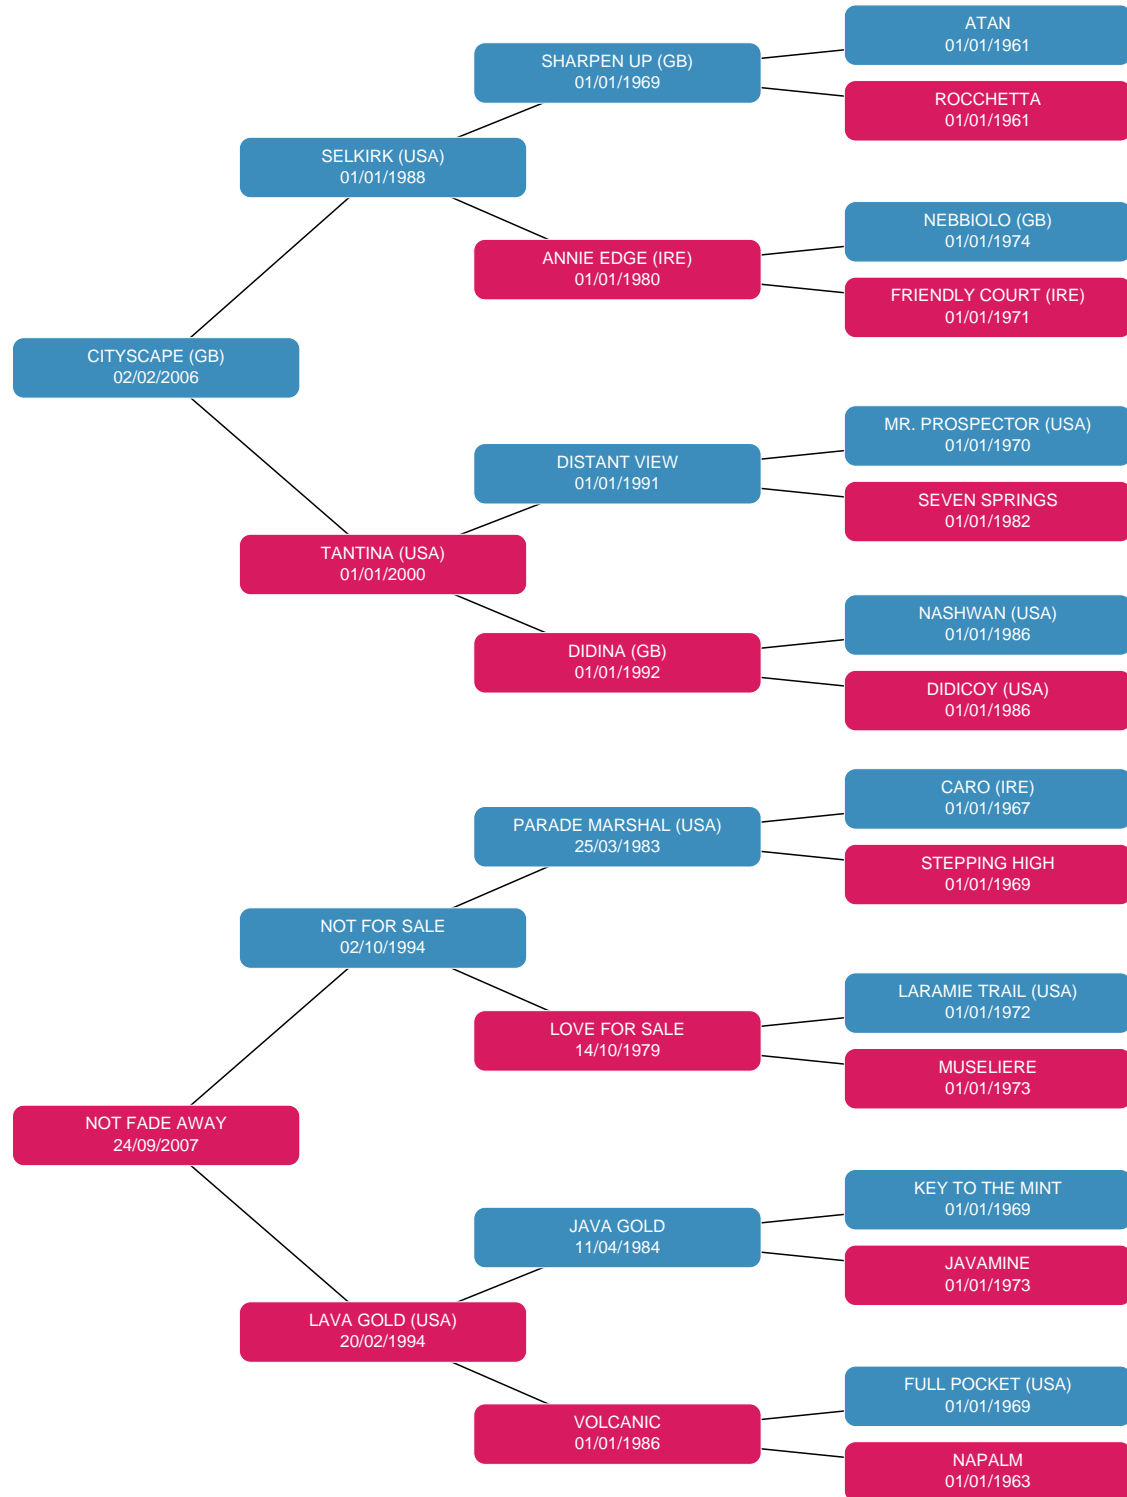 ATAN
01/01/1961
SHARPEN UP (GB)
01/01/1969
ROCCHETTA
01/01/1961
SELKIRK (USA)
01/01/1988
NEBBIOLO (GB)
01/01/1974
ANNIE EDGE (IRE)
01/01/1980
FRIENDLY COURT (IRE)
01/01/1971
CITYSCAPE (GB)
02/02/2006
MR. PROSPECTOR (USA)
01/01/1970
DISTANT VIEW
01/01/1991
SEVEN SPRINGS
01/01/1982
TANTINA (USA)
01/01/2000
NASHWAN (USA)
01/01/1986
DIDINA (GB)
01/01/1992
DIDICOY (USA)
01/01/1986
CARO (IRE)
01/01/1967
PARADE MARSHAL (USA)
25/03/1983
STEPPING HIGH
01/01/1969
NOT FOR SALE
02/10/1994
LARAMIE TRAIL (USA)
01/01/1972
LOVE FOR SALE
14/10/1979
MUSELIERE
01/01/1973
NOT FADE AWAY
24/09/2007
KEY TO THE MINT
01/01/1969
JAVA GOLD
11/04/1984
JAVAMINE
01/01/1973
LAVA GOLD (USA)
20/02/1994
FULL POCKET (USA)
01/01/1969
VOLCANIC
01/01/1986
NAPALM
01/01/1963